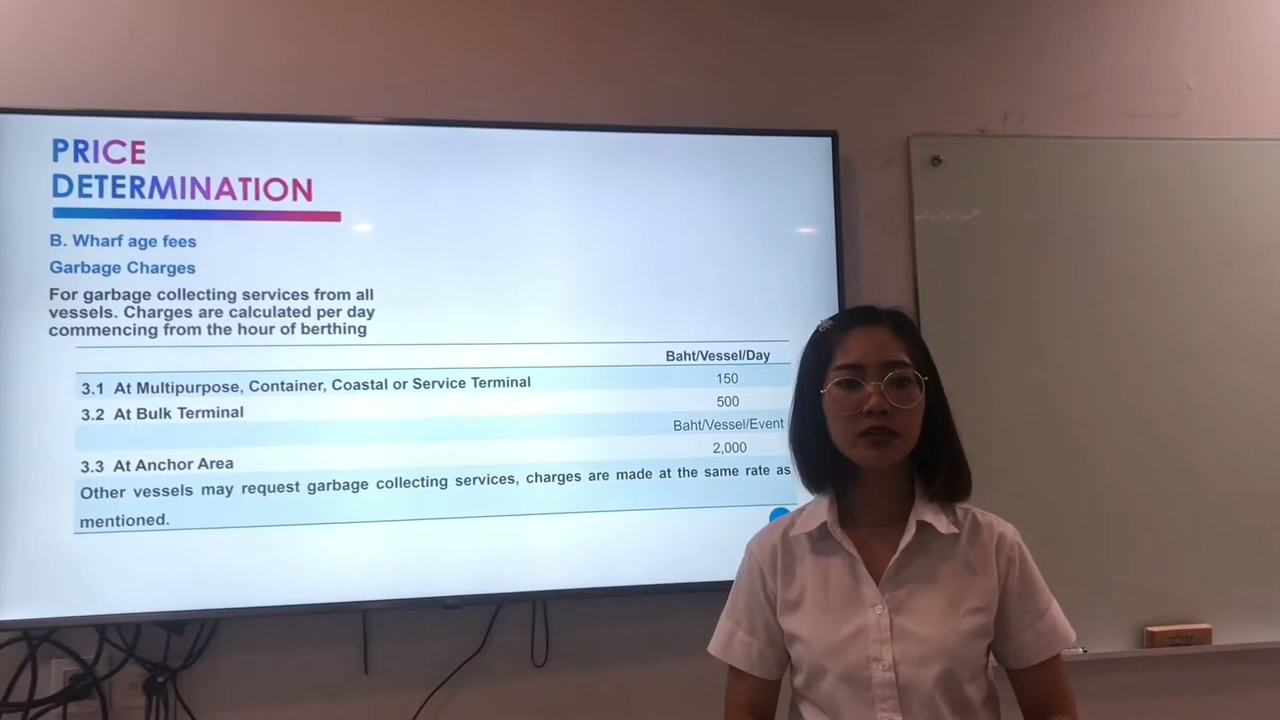 PRICE
DETERMINATION
B. Wharf age fees
Garbage Charges
For garbage collecting services from all
vessels. Charges are calculated per day
commencing from the hour of berthing
Baht/Vessel/Day
3.1 At Multipurpose, Container, Coastal or Service Terminal 150
3.2 At Bulk Terminal 500
Baht/Vessel/Event
3.3 At Anchor Area 2,000
Other vessels may request garbage collecting services, charges are made at the same rate as
mentioned.